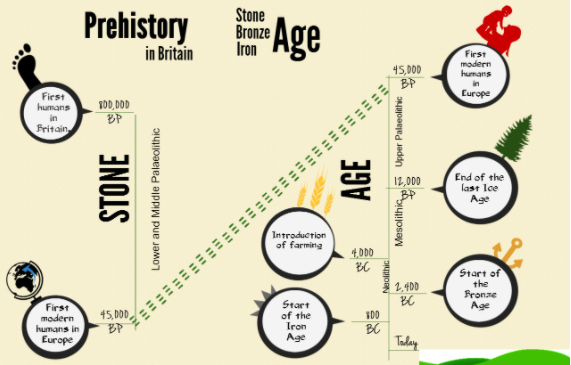 Prehistory
in Britain
Stone
Bronze
Iron
Age
First
humans
in
Britain
800,000
BP
STONE
Lower and Middle Palaeolithic
First
modern
humans in
Europe
45,000
BP
45,000
BP
First
modern
humans in
Europe
Upper Palaeolithic
AGE
12,000
BP
End of the
last Ice
Age
Mesolithic
Introduction
of farming
4,000
BC
Neolithic
2,400
BC
Start of
the
Bronze
Age
Start
of the
Iron
Age
800
BC
Today